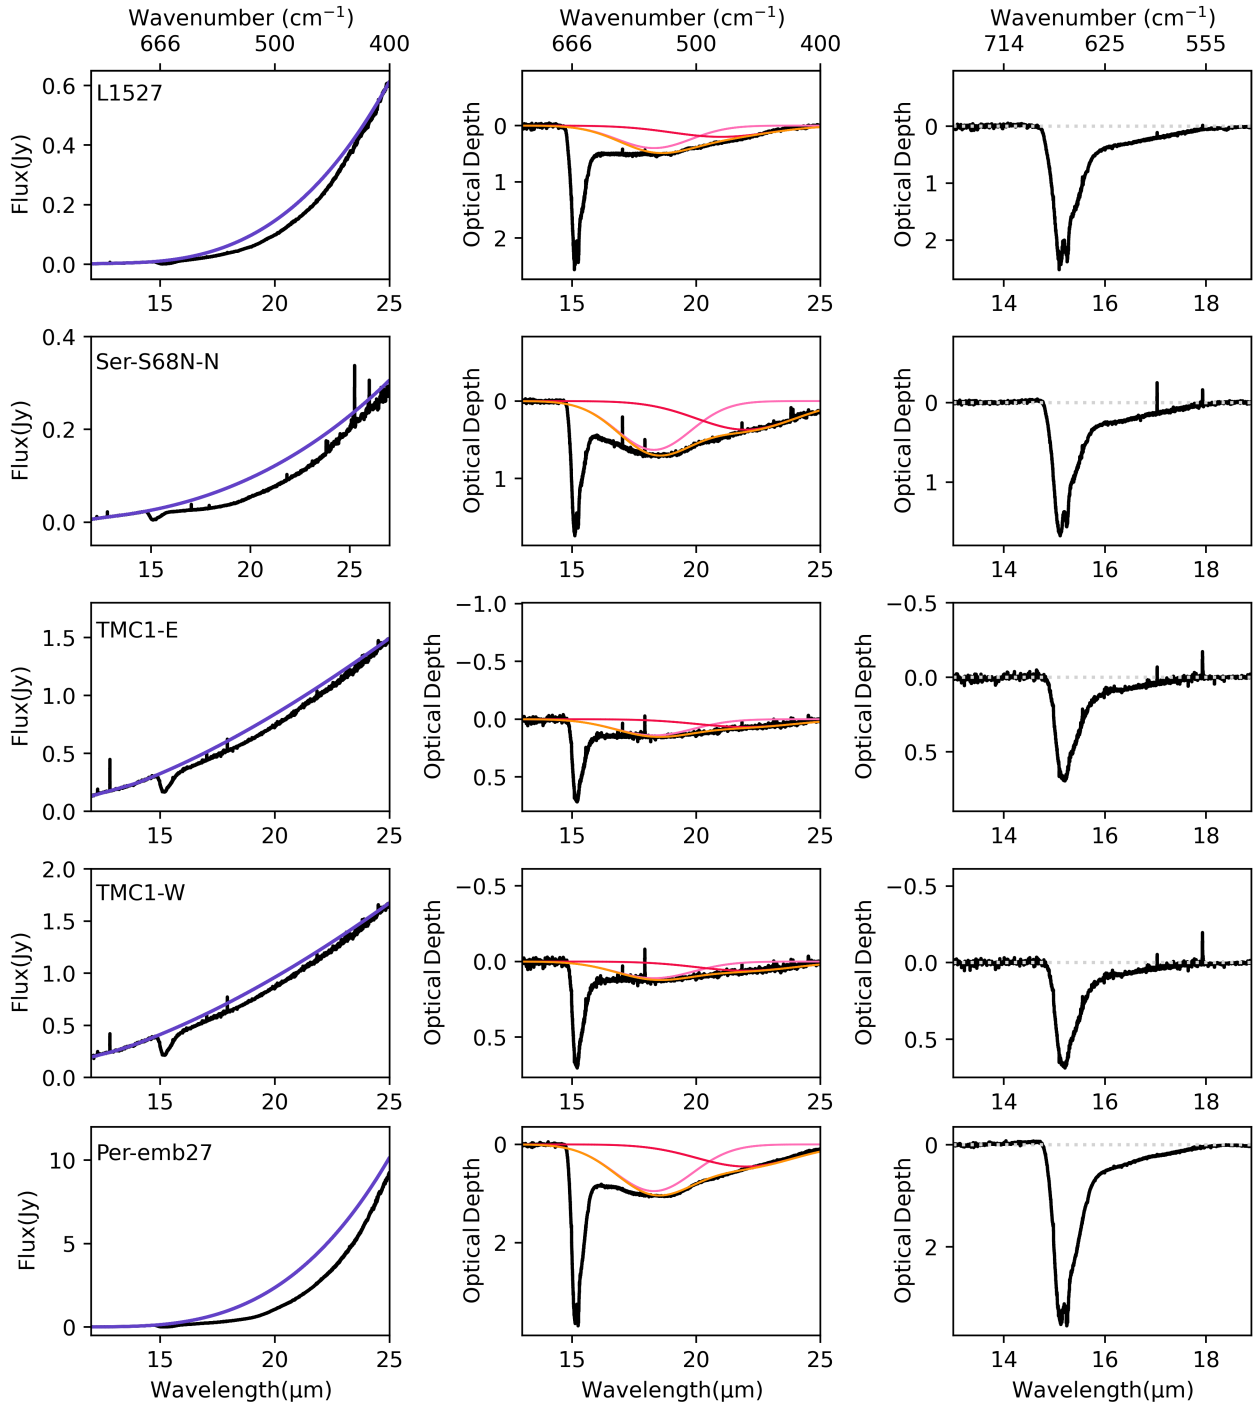 Wavenumber (cm⁻¹) Wavenumber (cm⁻¹) Wavenumber (cm⁻¹)
666 500 400 666 500 400 714 625 555
L1527
Flux(Jy)
0.6
0.4
0.2
0.0
15 20 25
Optical Depth
0
1
2
15 20 25
Optical Depth
0
1
2
14 16 18
Ser-S68N-N
Flux(Jy)
0.4
0.2
0.0
15 20 25
Optical Depth
0
1
15 20 25
Optical Depth
0
1
14 16 18
TMC1-E
Flux(Jy)
1.5
1.0
0.5
0.0
15 20 25
Optical Depth
−1.0
−0.5
0.0
0.5
15 20 25
Optical Depth
−0.5
0.0
0.5
14 16 18
TMC1-W
Flux(Jy)
2.0
1.5
1.0
0.5
0.0
15 20 25
Optical Depth
−0.5
0.0
0.5
15 20 25
Optical Depth
−0.5
0.0
0.5
14 16 18
Per-emb27
Flux(Jy)
10
5
0
15 20 25
Optical Depth
0
2
15 20 25
Optical Depth
0
2
14 16 18
Wavelength(μm) Wavelength(μm) Wavelength(μm)